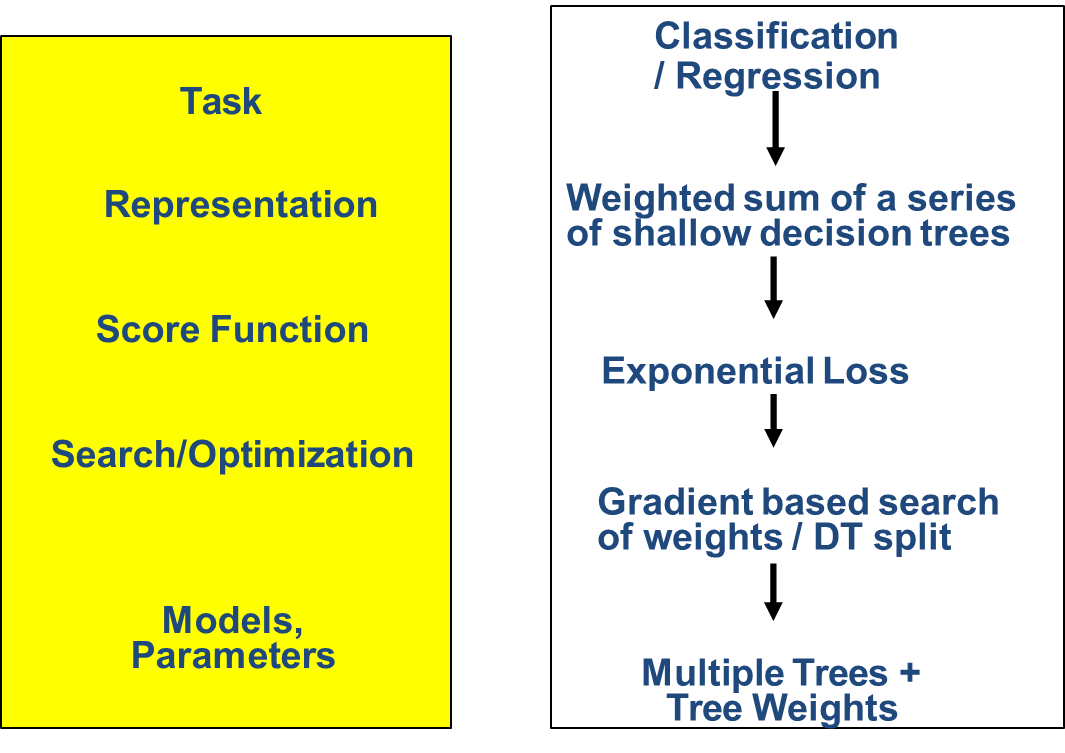 Task
Representation
Score Function
Search/Optimization
Models,
Parameters
Classification
/ Regression
Weighted sum of a series
of shallow decision trees
Exponential Loss
Gradient based search
of weights / DT split
Multiple Trees +
Tree Weights